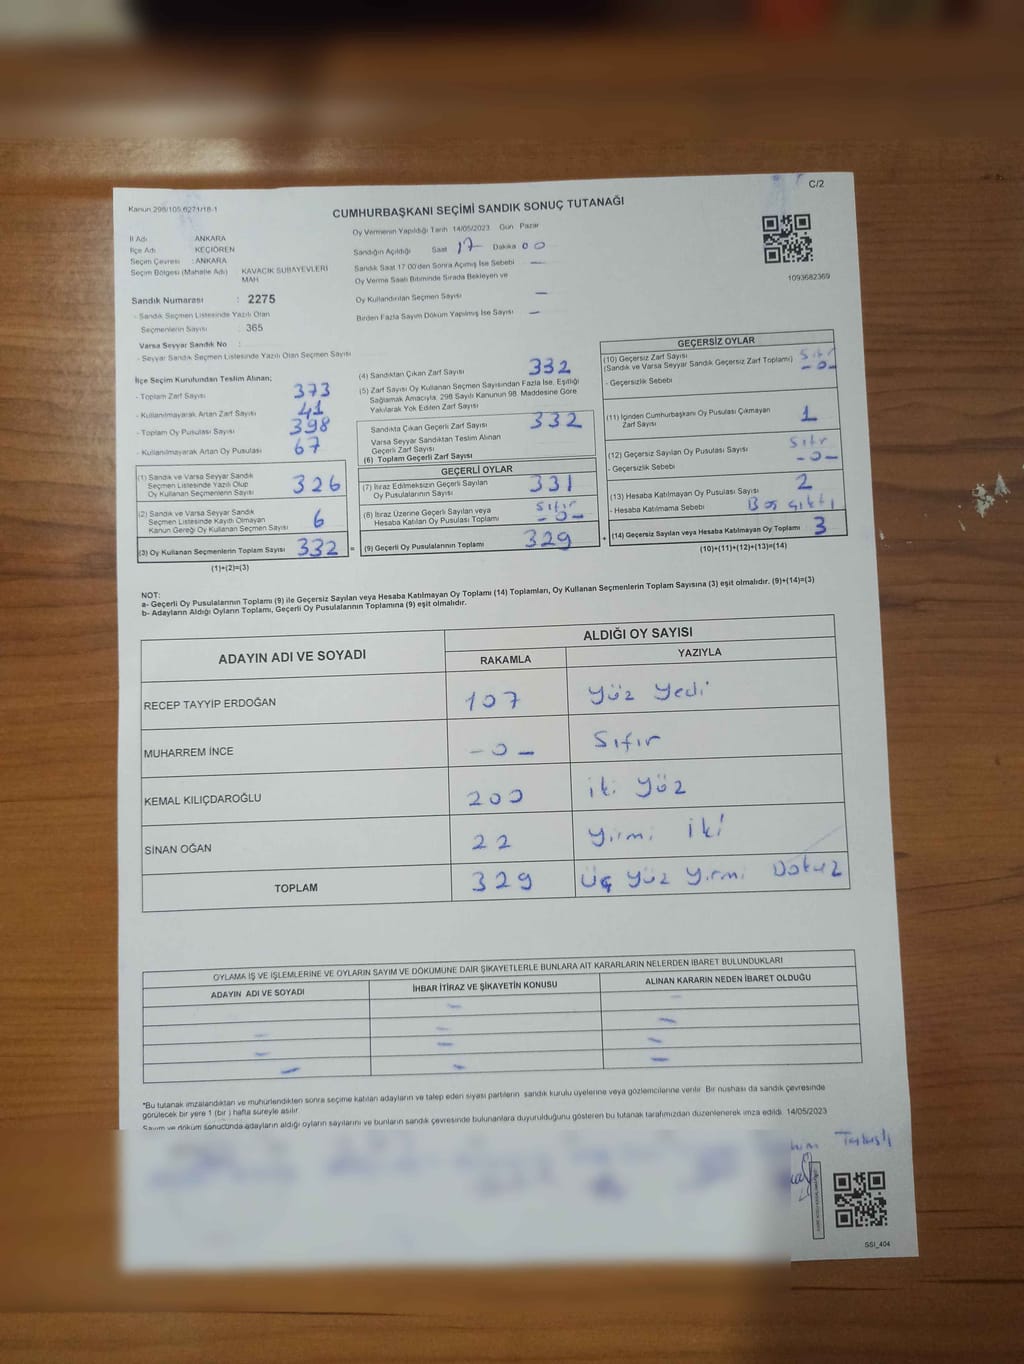 Kanun 298/105 6271/18-1
C/2
CUMHURBAŞKANI SEÇİMİ SANDIK SONUÇ TUTANAĞI
İl Adı ANKARA
İlçe Adı KEÇİÖREN
Seçim Çevresi : ANKARA
Seçim Bölgesi (Mahalle Adı) KAVACIK SUBAYEVLERİ MAH
Sandık Numarası : 2275
- Sandık Seçmen Listesinde Yazılı Olan
Seçmenlerin Sayısı : 365
Varsa Seyyar Sandık No :
- Seyyar Sandık Seçmen Listesinde Yazılı Olan Seçmen Sayısı
Oy Vermenin Yapıldığı Tarih 14/05/2023 Gün Pazar
Sandığın Açıldığı Saat 17 Dakika 00
Sandık Saat 17:00'den Sonra Açılmış İse Sebebi —
Oy Verme Saati Bitiminde Sırada Bekleyen ve
Oy Kullandırılan Seçmen Sayısı —
Birden Fazla Sayım Döküm Yapılmış İse Sayısı —
1093682369
İlçe Seçim Kurulundan Teslim Alınan;
- Toplam Zarf Sayısı 373
- Kullanılmayarak Artan Zarf Sayısı 41
- Toplam Oy Pusulası Sayısı 398
- Kullanılmayarak Artan Oy Pusulası 67
(1) Sandık ve Varsa Seyyar Sandık
Seçmen Listesinde Yazılı Olup
Oy Kullanan Seçmenlerin Sayısı 326
(2) Sandık ve Varsa Seyyar Sandık
Seçmen Listesinde Kayıtlı Olmayan
Kanun Gereği Oy Kullanan Seçmen Sayısı 6
(3) Oy Kullanan Seçmenlerin Toplam Sayısı 332 =
(1)+(2)=(3)
(4) Sandıktan Çıkan Zarf Sayısı 332
(5) Zarf Sayısı Oy Kullanan Seçmen Sayısından Fazla İse, Eşitliği
Sağlamak Amacıyla, 298 Sayılı Kanunun 98. Maddesine Göre
Yakılarak Yok Edilen Zarf Sayısı
Sandıkta Çıkan Geçerli Zarf Sayısı 332
Varsa Seyyar Sandıktan Teslim Alınan
Geçerli Zarf Sayısı
(6) Toplam Geçerli Zarf Sayısı
GEÇERLİ OYLAR
(7) İtiraz Edilmeksizin Geçerli Sayılan
Oy Pusulalarının Sayısı 331
(8) İtiraz Üzerine Geçerli Sayılan veya
Hesaba Katılan Oy Pusulası Toplamı Sıfır -0-
(9) Geçerli Oy Pusulalarının Toplamı 329 +
GEÇERSİZ OYLAR
(10) Geçersiz Zarf Sayısı Sıfır
(Sandık ve Varsa Seyyar Sandık Geçersiz Zarf Toplamı) -0-
- Geçersizlik Sebebi
(11) İçinden Cumhurbaşkanı Oy Pusulası Çıkmayan
Zarf Sayısı 1
(12) Geçersiz Sayılan Oy Pusulası Sayısı Sıfır
- Geçersizlik Sebebi -0-
(13) Hesaba Katılmayan Oy Pusulası Sayısı 2
- Hesaba Katılmama Sebebi Boş çıktı
(14) Geçersiz Sayılan veya Hesaba Katılmayan Oy Toplamı 3
(10)+(11)+(12)+(13)=(14)
NOT:
a- Geçerli Oy Pusulalarının Toplamı (9) ile Geçersiz Sayılan veya Hesaba Katılmayan Oy Toplamı (14) Toplamları, Oy Kullanan Seçmenlerin Toplam Sayısına (3) eşit olmalıdır. (9)+(14)=(3)
b- Adayların Aldığı Oyların Toplamı, Geçerli Oy Pusulalarının Toplamına (9) eşit olmalıdır.
ADAYIN ADI VE SOYADI
ALDIĞI OY SAYISI
RAKAMLA YAZIYLA
RECEP TAYYİP ERDOĞAN 107 Yüz yedi
MUHARREM İNCE -0- Sıfır
KEMAL KILIÇDAROĞLU 200 iki yüz
SİNAN OĞAN 22 Yirmi iki
TOPLAM 329 Üç yüz yirmi Dokuz
OYLAMA İŞ VE İŞLEMLERİNE VE OYLARIN SAYIM VE DÖKÜMÜNE DAİR ŞİKAYETLERLE BUNLARA AİT KARARLARIN NELERDEN İBARET BULUNDUKLARI
ADAYIN ADI VE SOYADI İHBAR İTİRAZ VE ŞİKAYETİN KONUSU ALINAN KARARIN NEDEN İBARET OLDUĞU
*Bu tutanak imzalandıktan ve mühürlendikten sonra seçime katılan adayların ve talep eden siyasi partilerin sandık kurulu üyelerine veya gözlemcilerine verilir. Bir nüshası da sandık çevresinde
görülecek bir yere 1 (bir) hafta süreyle asılır.
Sayım ve döküm sonucunda adayların aldığı oyların sayılarını ve bunların sandık çevresinde bulunanlara duyurulduğunu gösteren bu tutanak tarafımızdan düzenlenerek imza edildi. 14/05/2023
SSI_404